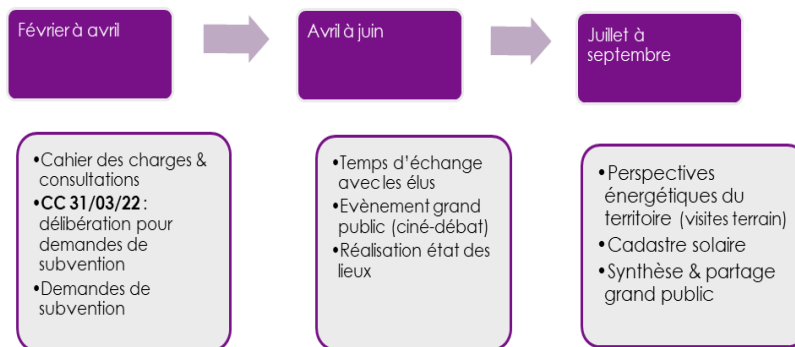 Février à avril
Avril à juin
Juillet à
septembre
•Cahier des charges &
consultations
•CC 31/03/22 :
délibération pour
demandes de
subvention
•Demandes de
subvention
•Temps d'échange
avec les élus
•Evènement grand
public (ciné-débat)
•Réalisation état des
lieux
•Perspectives
énergétiques du
territoire (visites terrain)
•Cadastre solaire
•Synthèse & partage
grand public